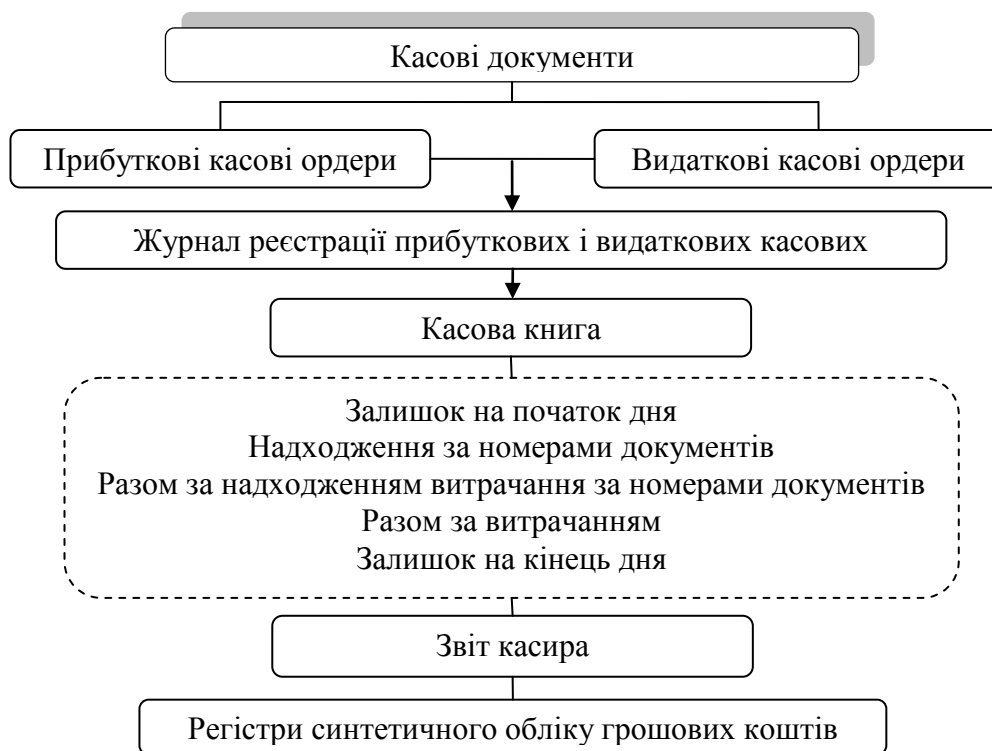 Касові документи
Прибуткові касові ордери
Видаткові касові ордери
Журнал реєстрації прибуткових і видаткових касових
Касова книга
Залишок на початок дня
Надходження за номерами документів
Разом за надходженням витрачання за номерами документів
Разом за витрачанням
Залишок на кінець дня
Звіт касира
Регістри синтетичного обліку грошових коштів